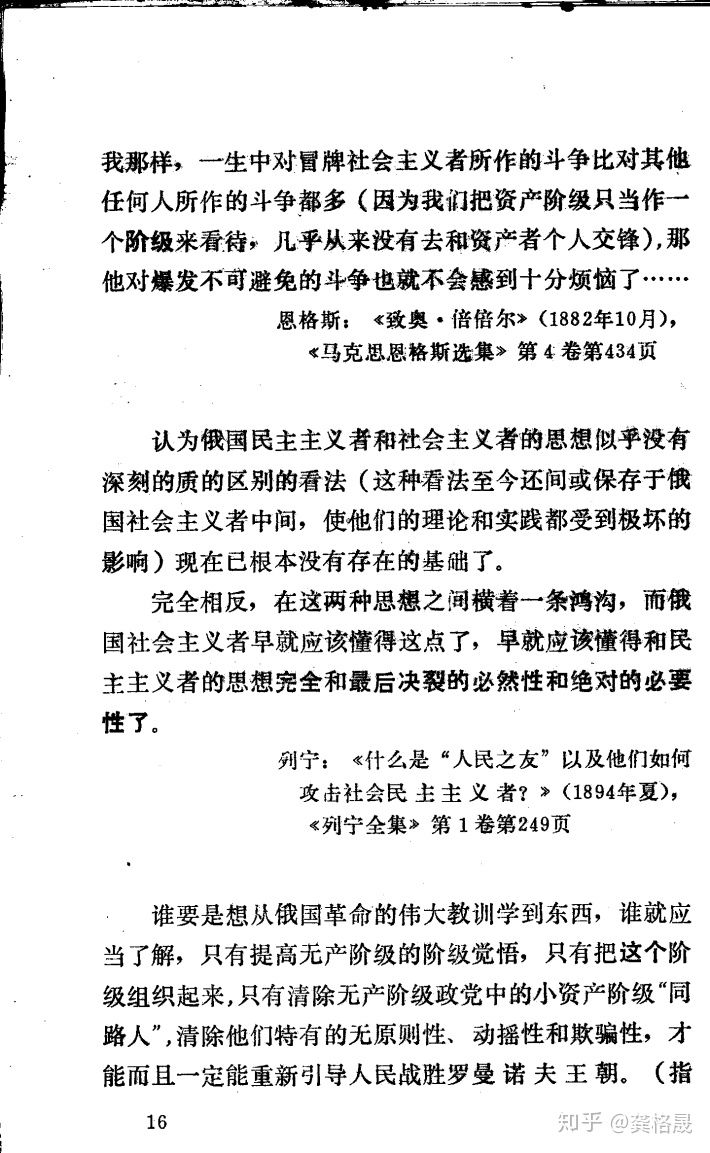 我那样，一生中对冒牌社会主义者所作的斗争比对其他
任何人所作的斗争都多（因为我们把资产阶级只当作一
个阶级来看待，几乎从来没有去和资产者个人交锋），那
他对爆发不可避免的斗争也就不会感到十分烦恼了……
恩格斯：《致奥·倍倍尔》（1882年10月），
《马克思恩格斯选集》第4卷第434页
认为俄国民主主义者和社会主义者的思想似乎没有
深刻的质的区别的看法（这种看法至今还间或保存于俄
国社会主义者中间，使他们的理论和实践都受到极坏的
影响）现在已根本没有存在的基础了。
完全相反，在这两种思想之间横着一条鸿沟，而俄
国社会主义者早就应该懂得这点了，早就应该懂得和民
主主义者的思想完全和最后决裂的必然性和绝对的必要
性了。
列宁：《什么是“人民之友”以及他们如何
攻击社会民主主义者？》（1894年夏），
《列宁全集》第1卷第249页
谁要是想从俄国革命的伟大教训学到东西，谁就应
当了解，只有提高无产阶级的阶级觉悟，只有把这个阶
级组织起来，只有清除无产阶级政党中的小资产阶级“同
路人”，清除他们特有的无原则性、动摇性和欺骗性，才
能而且一定能重新引导人民战胜罗曼诺夫王朝。（指
16
知乎 @龚格晟